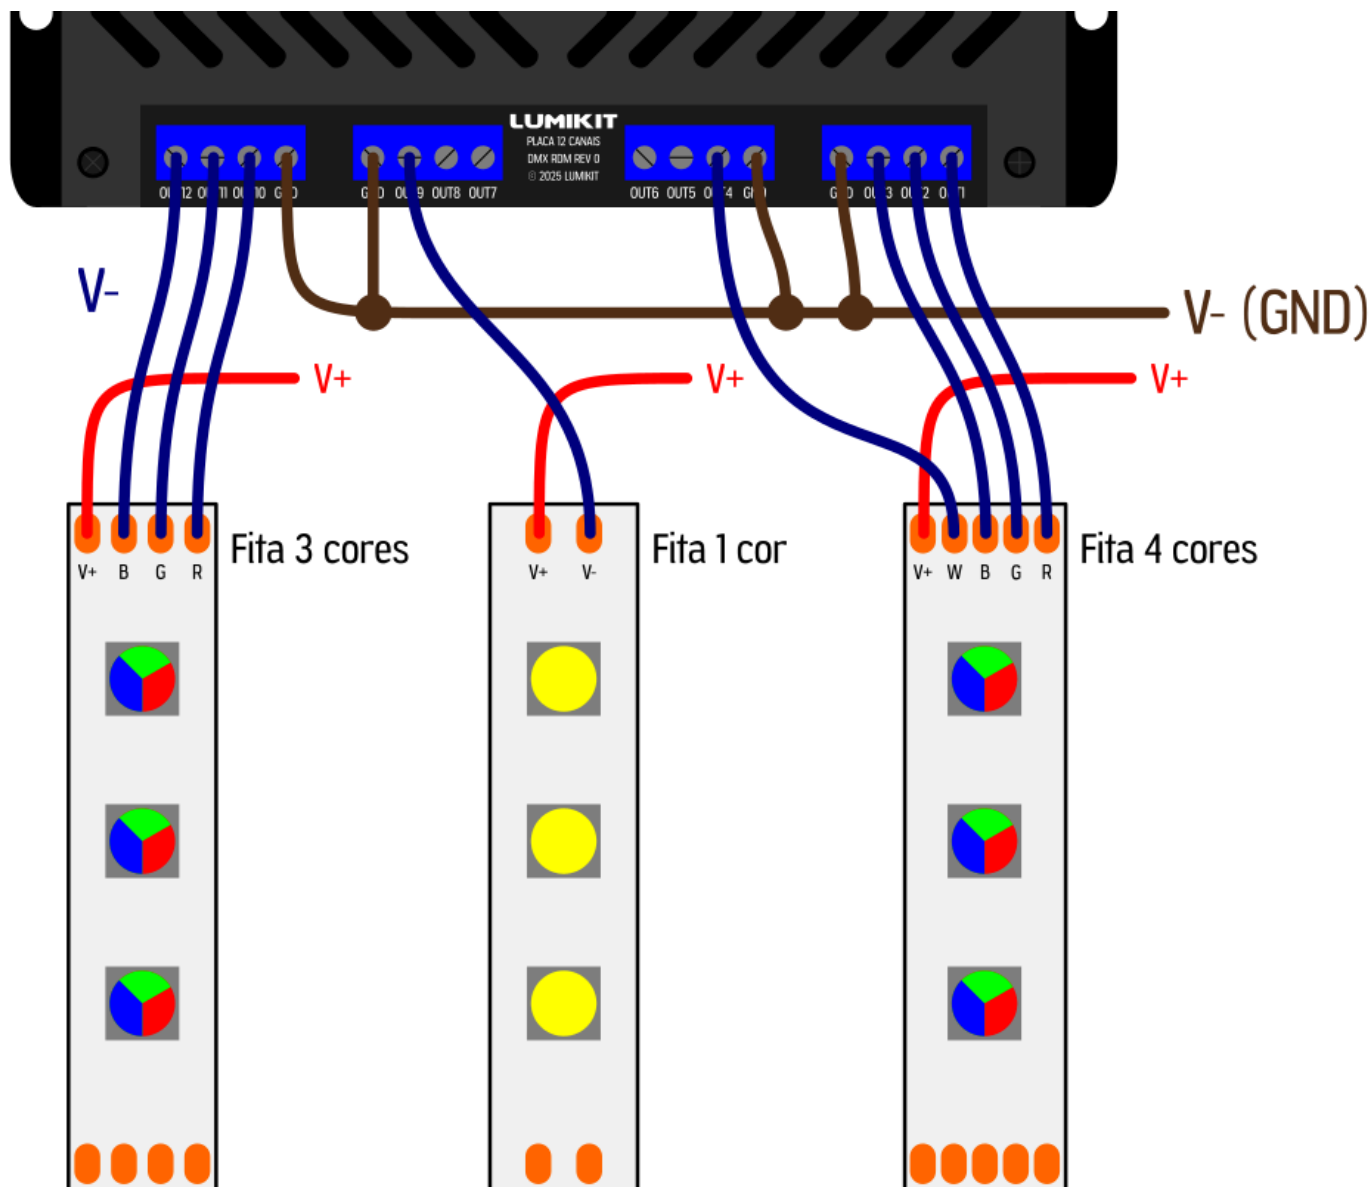 LUMIKIT
PLACA 12 CANAIS
DMX RDM REV 0
© 2025 LUMIKIT
OUT8 OUT7
OUT6 OUT5
V-
V- (GND)
V+
V+
V+
Fita 3 cores
Fita 1 cor
Fita 4 cores
V+ B G R
V+ V-
V+ W B G R